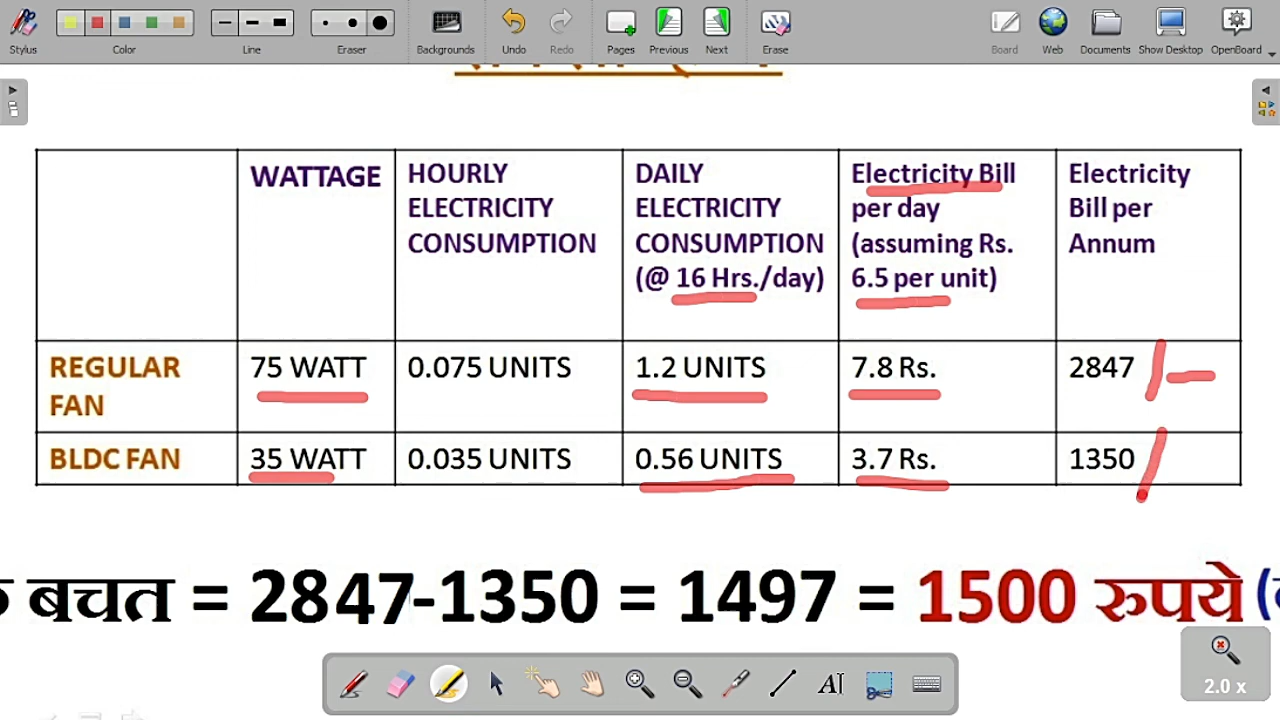 Stylus Color Line Eraser Backgrounds Undo Redo Pages Previous Next Erase Board Web Documents Show Desktop OpenBoard
WATTAGE
HOURLY
ELECTRICITY
CONSUMPTION
DAILY
ELECTRICITY
CONSUMPTION
(@ 16 Hrs./day)
Electricity Bill
per day
(assuming Rs.
6.5 per unit)
Electricity
Bill per
Annum
REGULAR
FAN
75 WATT
0.075 UNITS
1.2 UNITS
7.8 Rs.
2847 /-
BLDC FAN
35 WATT
0.035 UNITS
0.56 UNITS
3.7 Rs.
1350 /
बचत = 2847-1350 = 1497 = 1500 रुपये (
2.0 x